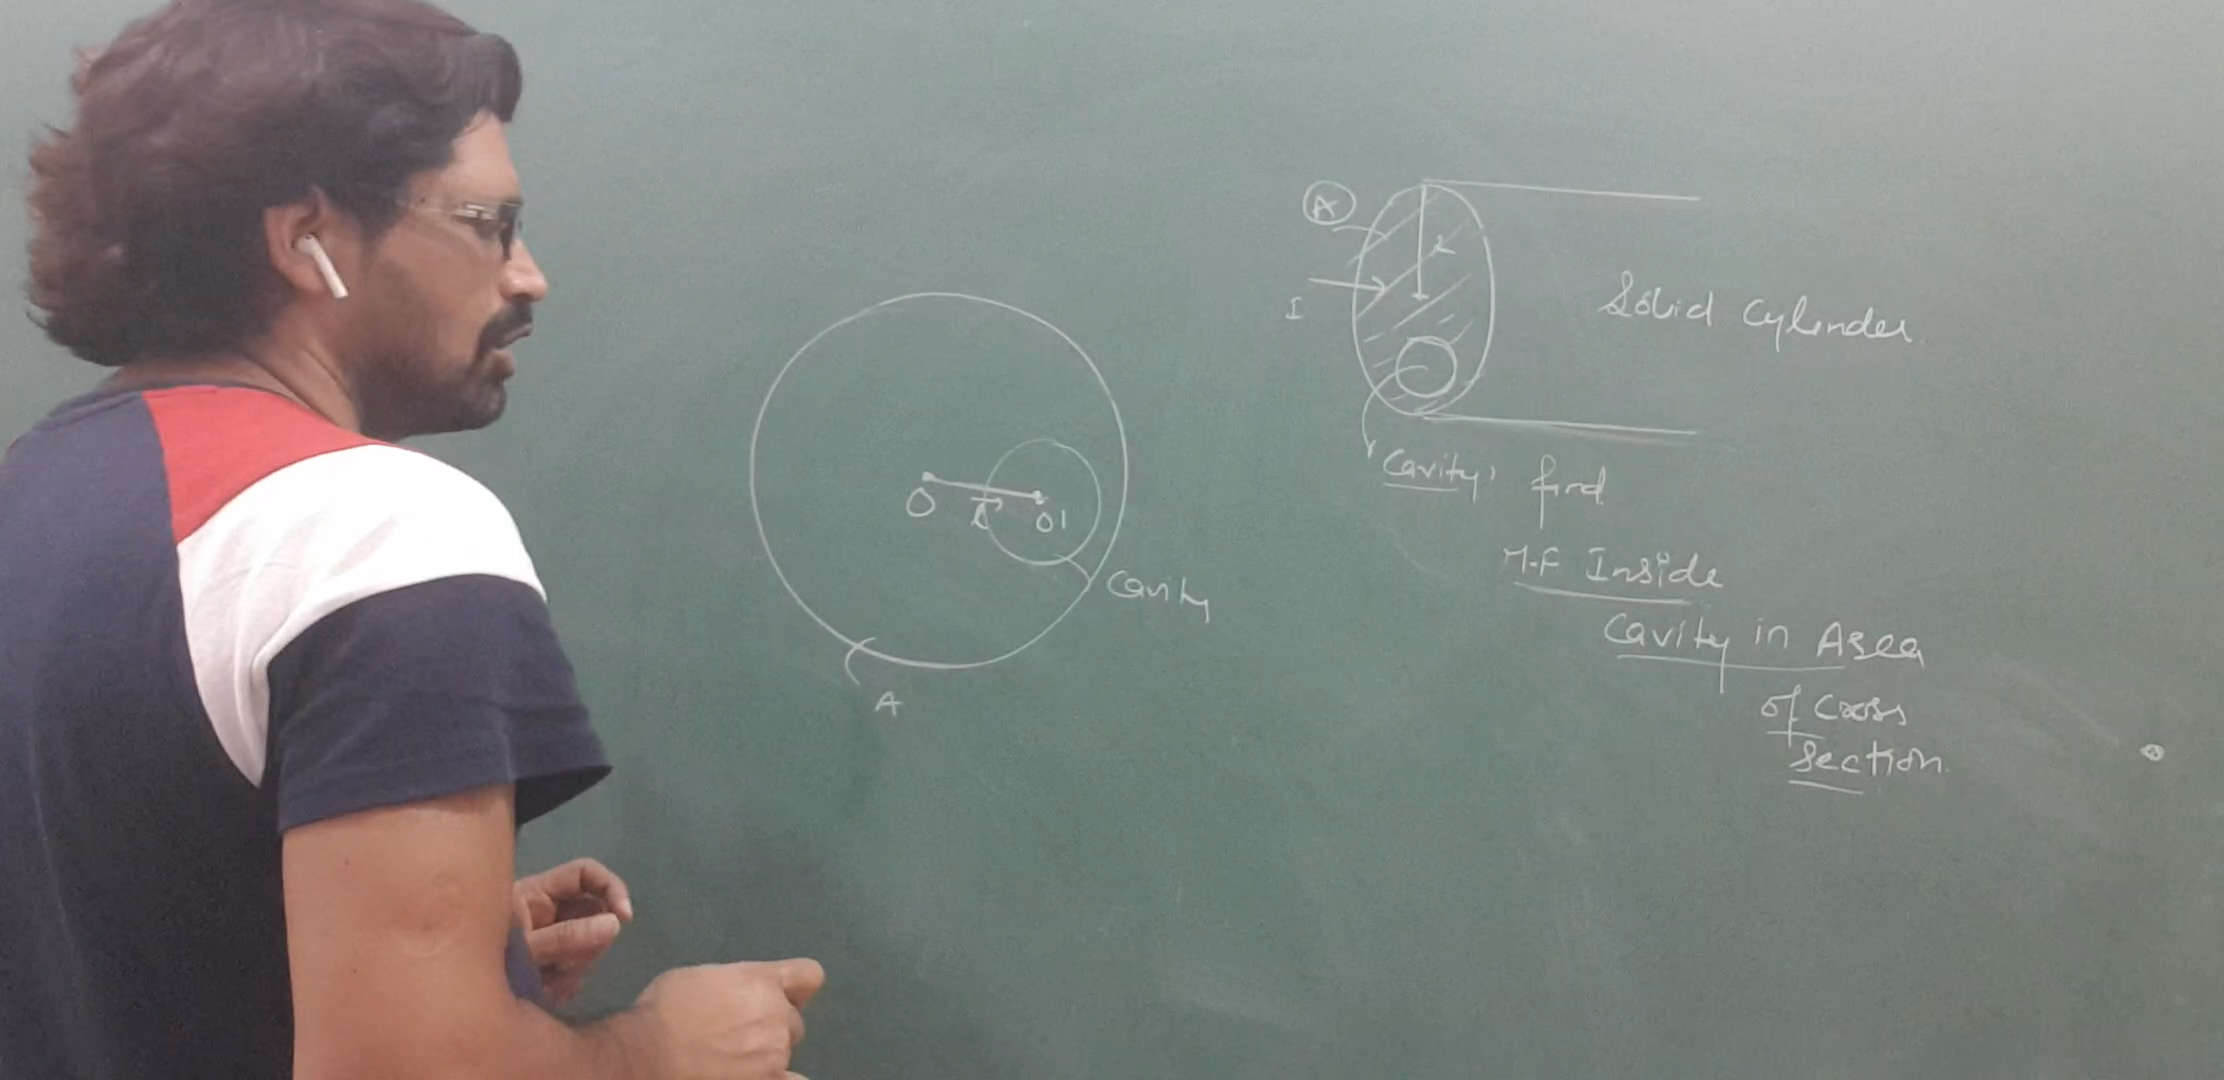 A
I
Solid Cylinder
Cavity, find
M.F Inside
Cavity in Area
of Cross
Section.
O
O1
Cavity
A